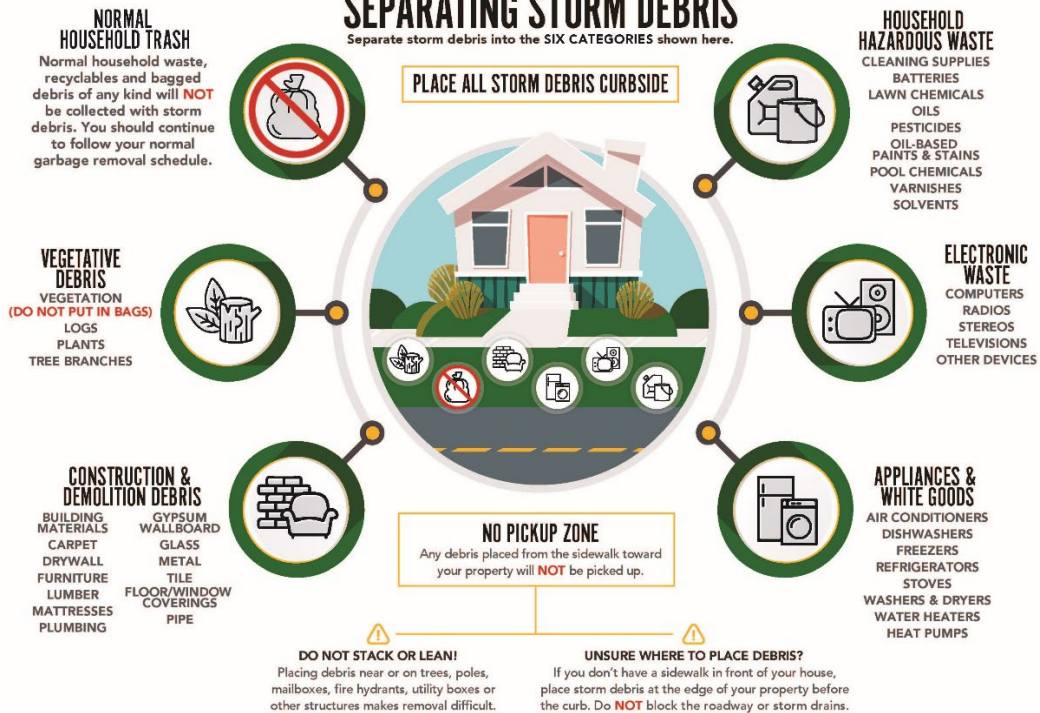 SEPARATING STORM DEBRIS
Separate storm debris into the SIX CATEGORIES shown here.
PLACE ALL STORM DEBRIS CURBSIDE
NORMAL
HOUSEHOLD TRASH
Normal household waste,
recyclables and bagged
debris of any kind will NOT
be collected with storm
debris. You should continue
to follow your normal
garbage removal schedule.
HOUSEHOLD
HAZARDOUS WASTE
CLEANING SUPPLIES
BATTERIES
LAWN CHEMICALS
OILS
PESTICIDES
OIL-BASED
PAINTS & STAINS
POOL CHEMICALS
VARNISHES
SOLVENTS
VEGETATIVE
DEBRIS
VEGETATION
(DO NOT PUT IN BAGS)
LOGS
PLANTS
TREE BRANCHES
ELECTRONIC
WASTE
COMPUTERS
RADIOS
STEREOS
TELEVISIONS
OTHER DEVICES
CONSTRUCTION &
DEMOLITION DEBRIS
BUILDING
MATERIALS
CARPET
DRYWALL
FURNITURE
LUMBER
MATTRESSES
PLUMBING
GYPSUM
WALLBOARD
GLASS
METAL
TILE
FLOOR/WINDOW
COVERINGS
PIPE
APPLIANCES &
WHITE GOODS
AIR CONDITIONERS
DISHWASHERS
FREEZERS
REFRIGERATORS
STOVES
WASHERS & DRYERS
WATER HEATERS
HEAT PUMPS
NO PICKUP ZONE
Any debris placed from the sidewalk toward
your property will NOT be picked up.
DO NOT STACK OR LEAN!
Placing debris near or on trees, poles,
mailboxes, fire hydrants, utility boxes or
other structures makes removal difficult.
UNSURE WHERE TO PLACE DEBRIS?
If you don't have a sidewalk in front of your house,
place storm debris at the edge of your property before
the curb. Do NOT block the roadway or storm drains.